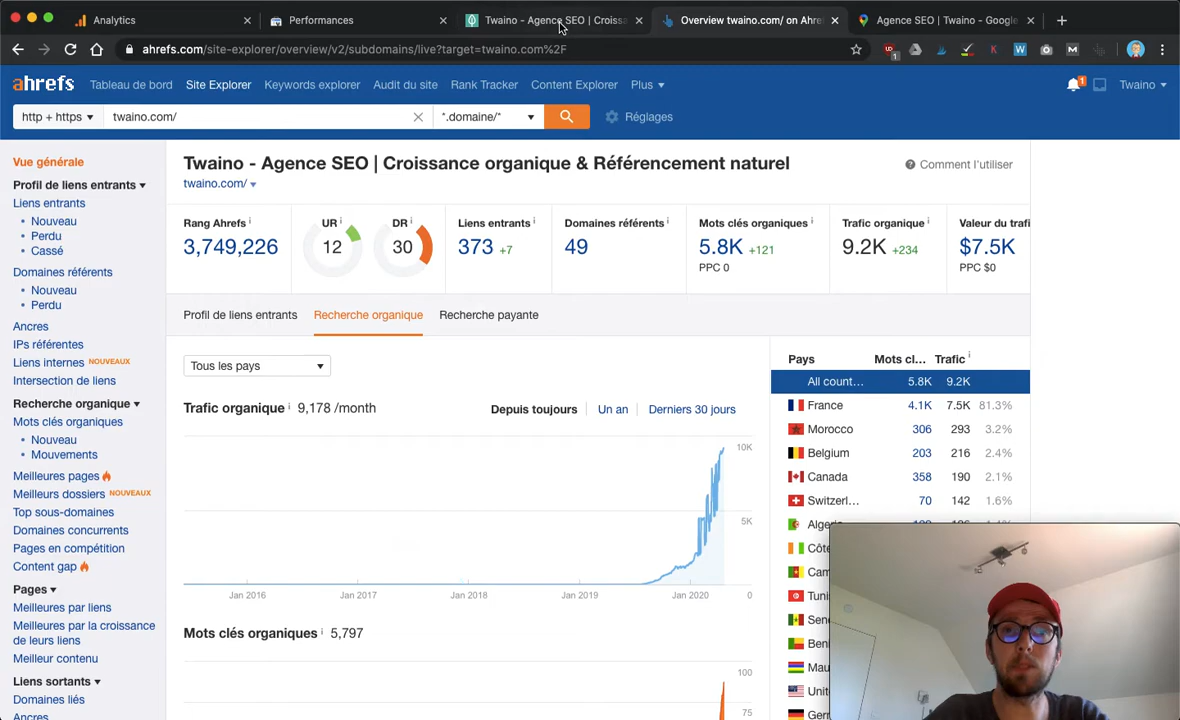 Analytics
Performances
Twaino - Agence SEO | Croiss
Overview twaino.com/ on Ahre
Agence SEO | Twaino - Google
ahrefs.com/site-explorer/overview/v2/subdomains/live?target=twaino.com%2F
ahrefs
Tableau de bord
Site Explorer
Keywords explorer
Audit du site
Rank Tracker
Content Explorer
Plus
1
Twaino
http + https
twaino.com/
*.domaine/*
Réglages
Vue générale
Profil de liens entrants
Liens entrants
• Nouveau
• Perdu
• Cassé
Domaines référents
• Nouveau
• Perdu
Ancres
IPs référentes
Liens internes NOUVEAUX
Intersection de liens
Recherche organique
Mots clés organiques
• Nouveau
• Mouvements
Meilleures pages
Meilleurs dossiers NOUVEAUX
Top sous-domaines
Domaines concurrents
Pages en compétition
Content gap
Pages
Meilleures par liens
Meilleures par la croissance
de leurs liens
Meilleur contenu
Liens sortants
Domaines liés
Ancres
Twaino - Agence SEO | Croissance organique & Référencement naturel
Comment l'utiliser
twaino.com/
Rang Ahrefs
3,749,226
UR
12
DR
30
Liens entrants
373 +7
Domaines référents
49
Mots clés organiques
5.8K +121
PPC 0
Trafic organique
9.2K +234
Valeur du trafi
$7.5K
PPC $0
Profil de liens entrants
Recherche organique
Recherche payante
Tous les pays
Trafic organique 9,178 /month
Depuis toujours
Un an
Derniers 30 jours
10K
5K
0
Jan 2016
Jan 2017
Jan 2018
Jan 2019
Jan 2020
Mots clés organiques 5,797
100
75
Pays Mots cl... Trafic
All count... 5.8K 9.2K
France 4.1K 7.5K 81.3%
Morocco 306 293 3.2%
Belgium 203 216 2.4%
Canada 358 190 2.1%
Switzerl... 70 142 1.6%
Alge
Côte
Cam
Tuni
Sene
Beni
Mau
Unit
Gerr